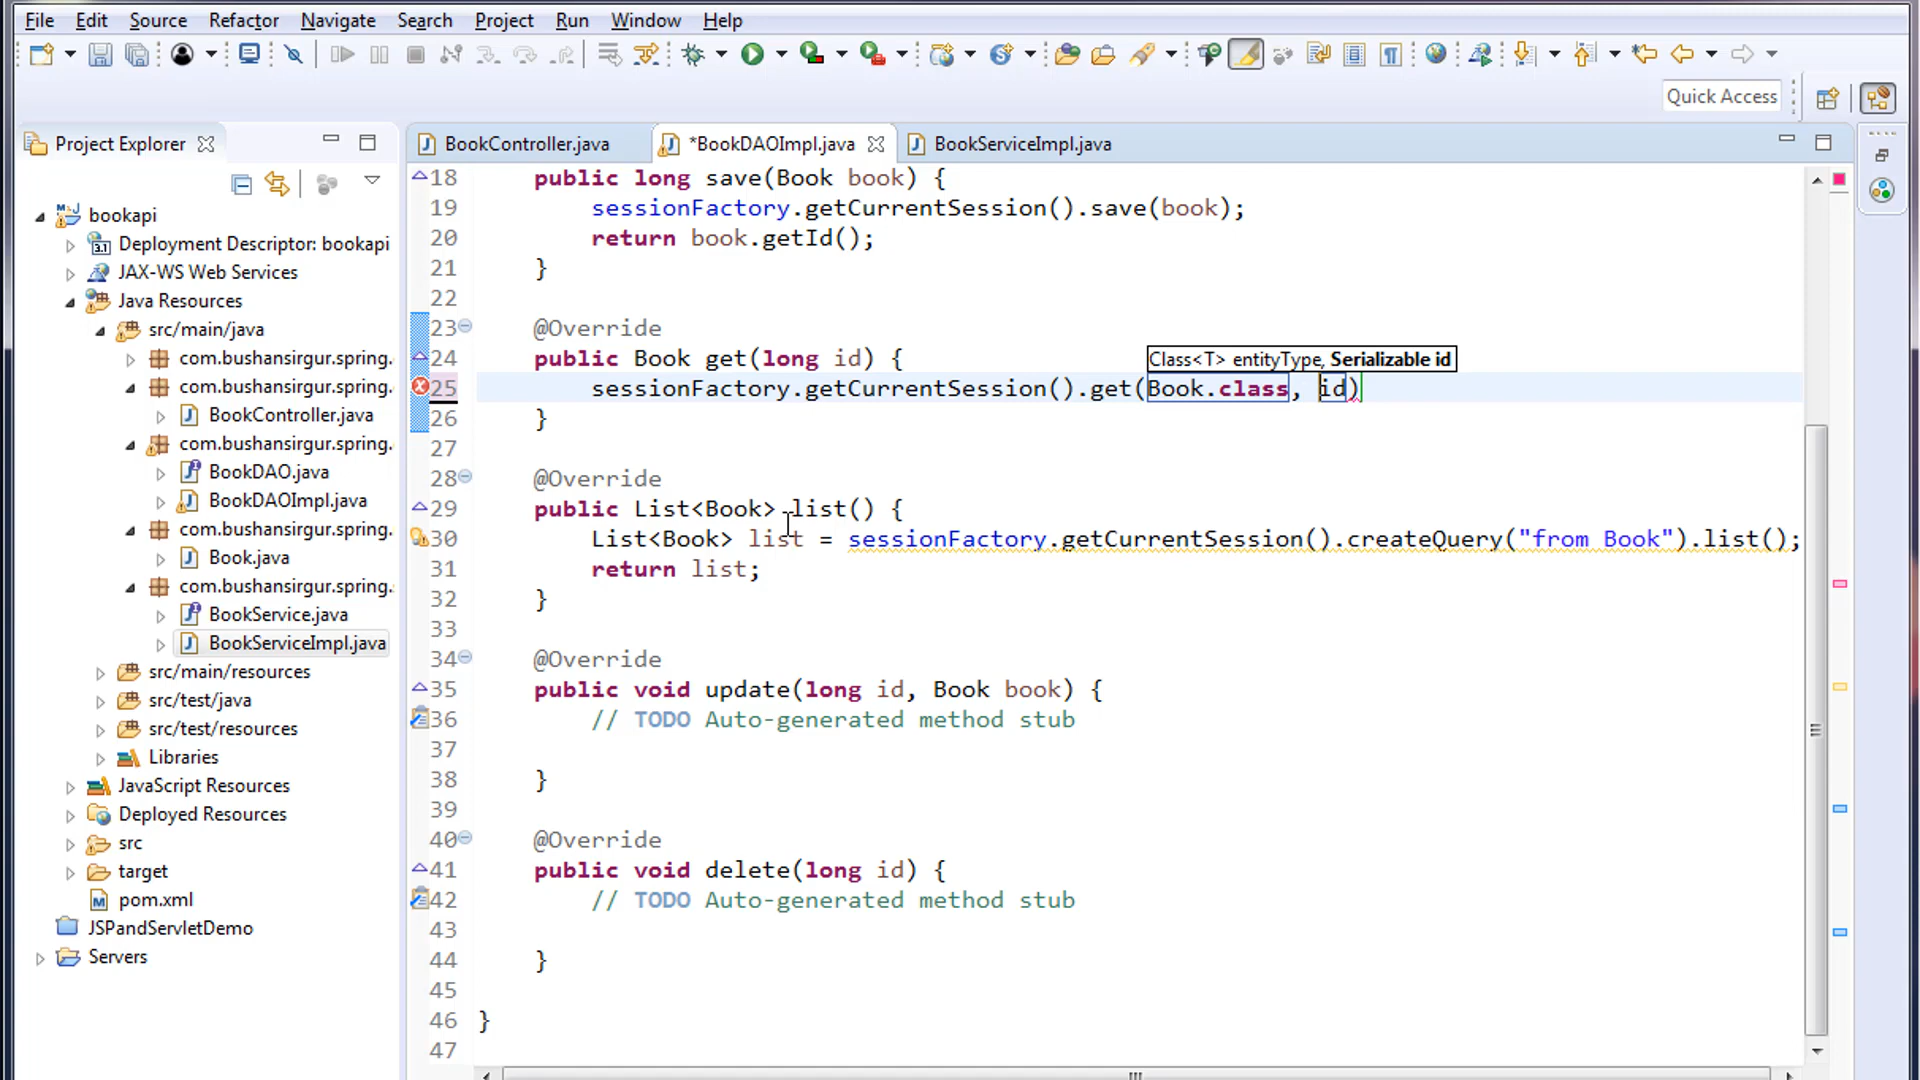 File Edit Source Refactor Navigate Search Project Run Window Help
Quick Access
Project Explorer
BookController.java
*BookDAOImpl.java
BookServiceImpl.java
bookapi
Deployment Descriptor: bookapi
JAX-WS Web Services
Java Resources
src/main/java
com.bushansirgur.spring.
com.bushansirgur.spring.
BookController.java
com.bushansirgur.spring.
BookDAO.java
BookDAOImpl.java
com.bushansirgur.spring.
Book.java
com.bushansirgur.spring.
BookService.java
BookServiceImpl.java
src/main/resources
src/test/java
src/test/resources
Libraries
JavaScript Resources
Deployed Resources
src
target
pom.xml
JSPandServletDemo
Servers
18 public long save(Book book) {
19 sessionFactory.getCurrentSession().save(book);
20 return book.getId();
21 }
22
23 @Override
24 public Book get(long id) {
Class<T> entityType, Serializable id
25 sessionFactory.getCurrentSession().get(Book.class, id)
26 }
27
28 @Override
29 public List<Book> list() {
30 List<Book> list = sessionFactory.getCurrentSession().createQuery("from Book").list();
31 return list;
32 }
33
34 @Override
35 public void update(long id, Book book) {
36 // TODO Auto-generated method stub
37
38 }
39
40 @Override
41 public void delete(long id) {
42 // TODO Auto-generated method stub
43
44 }
45
46 }
47